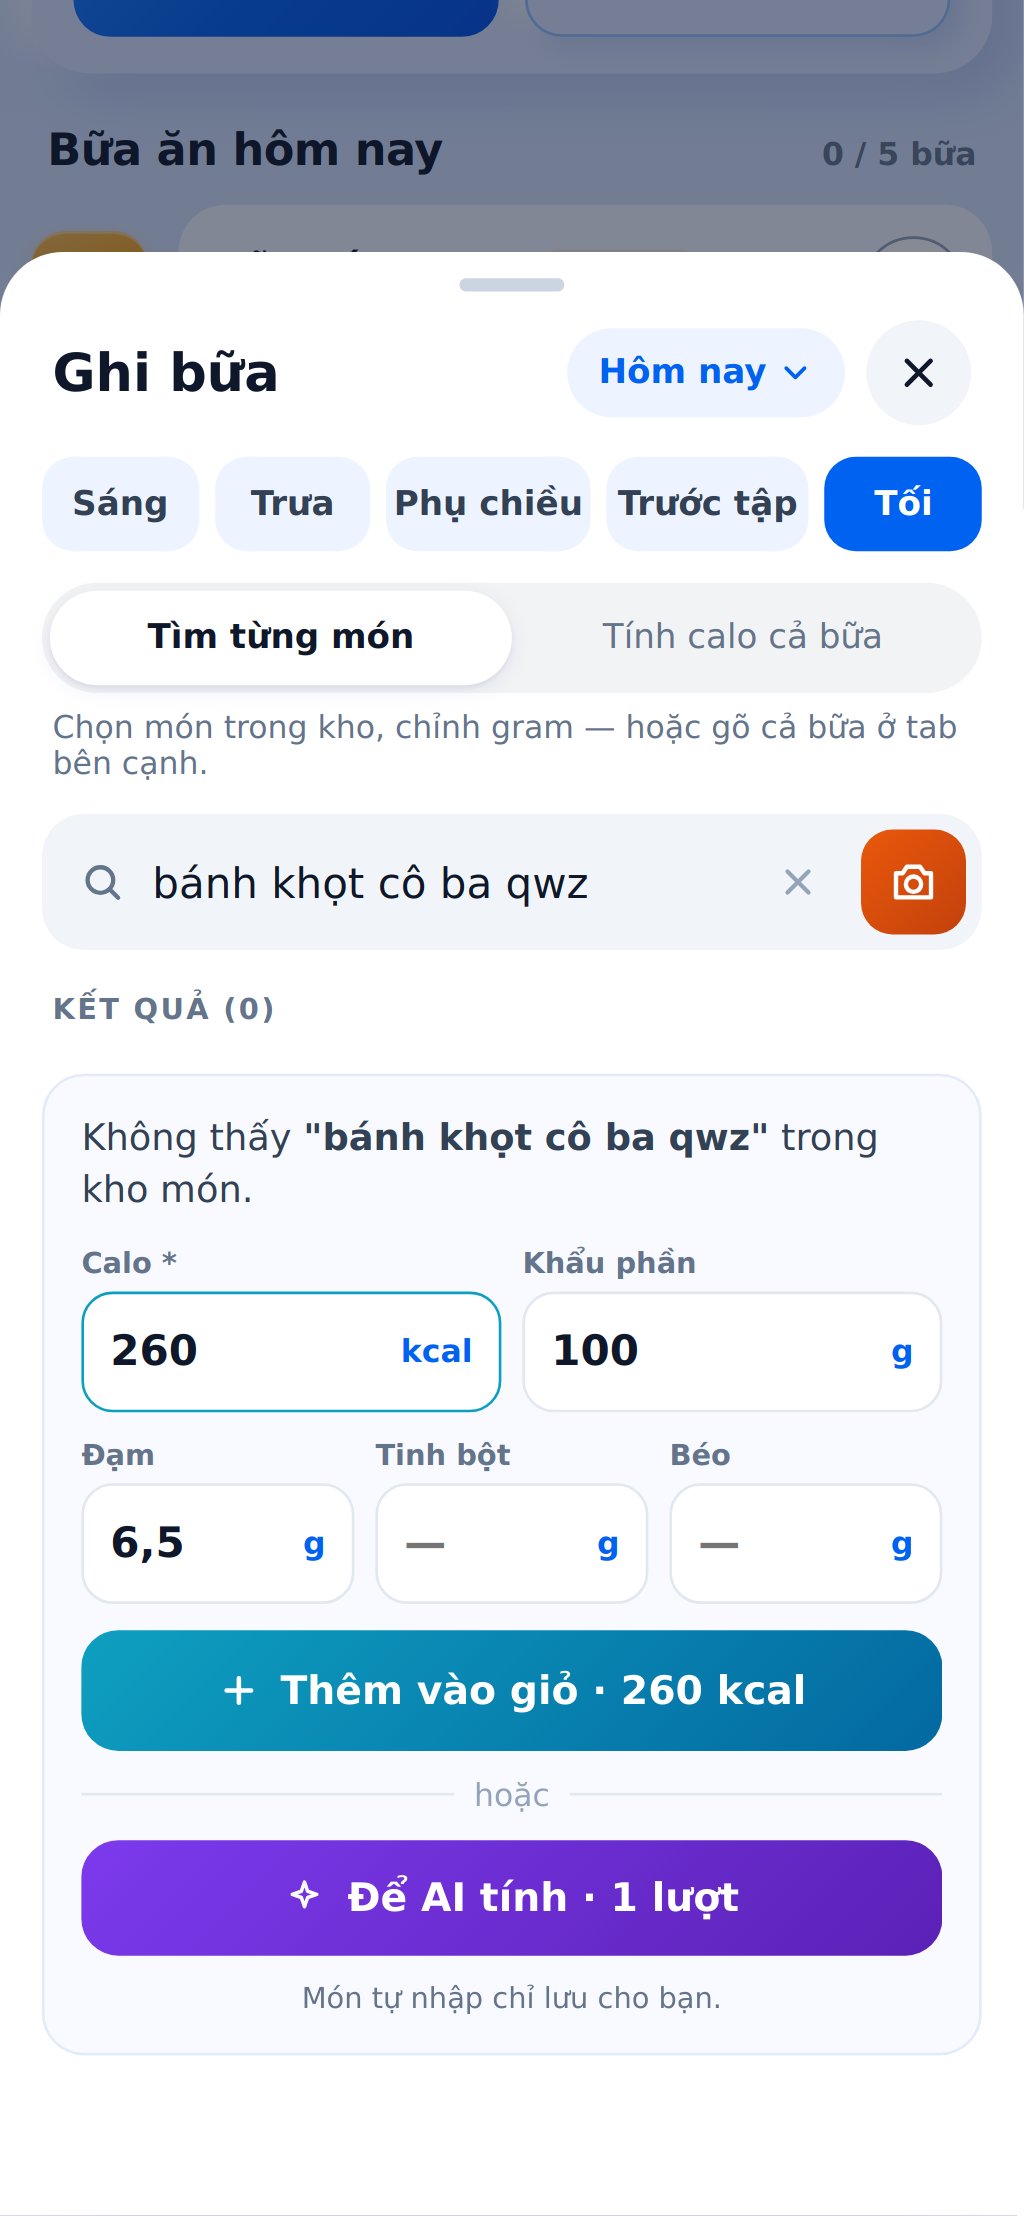 Bữa ăn hôm nay
0 / 5 bữa
Ghi bữa
Hôm nay
Sáng
Trưa
Phụ chiều
Trước tập
Tối
Tìm từng món
Tính calo cả bữa
Chọn món trong kho, chỉnh gram — hoặc gõ cả bữa ở tab
bên cạnh.
bánh khọt cô ba qwz
KẾT QUẢ (0)
Không thấy "bánh khọt cô ba qwz" trong
kho món.
Calo *
Khẩu phần
260 kcal
100 g
Đạm
Tinh bột
Béo
6,5 g
— g
— g
+ Thêm vào giỏ · 260 kcal
hoặc
Để AI tính · 1 lượt
Món tự nhập chỉ lưu cho bạn.